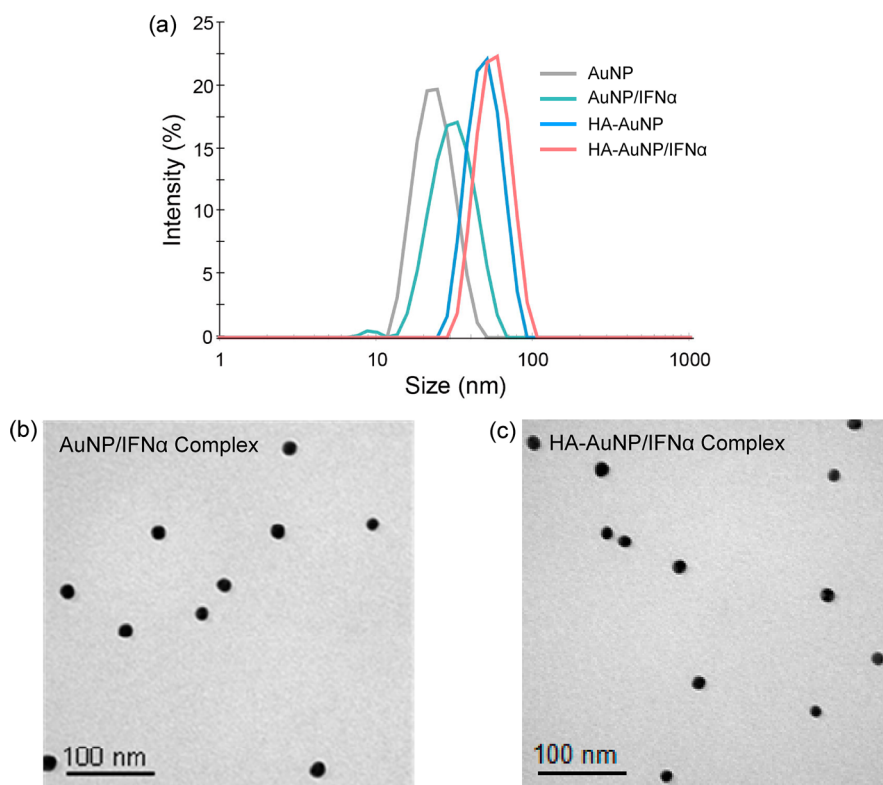 (a)
25
20
15
10
5
0
Intensity (%)
1
10
100
1000
Size (nm)
AuNP
AuNP/IFNα
HA-AuNP
HA-AuNP/IFNα
(b)
AuNP/IFNα Complex
100 nm
(c)
HA-AuNP/IFNα Complex
100 nm